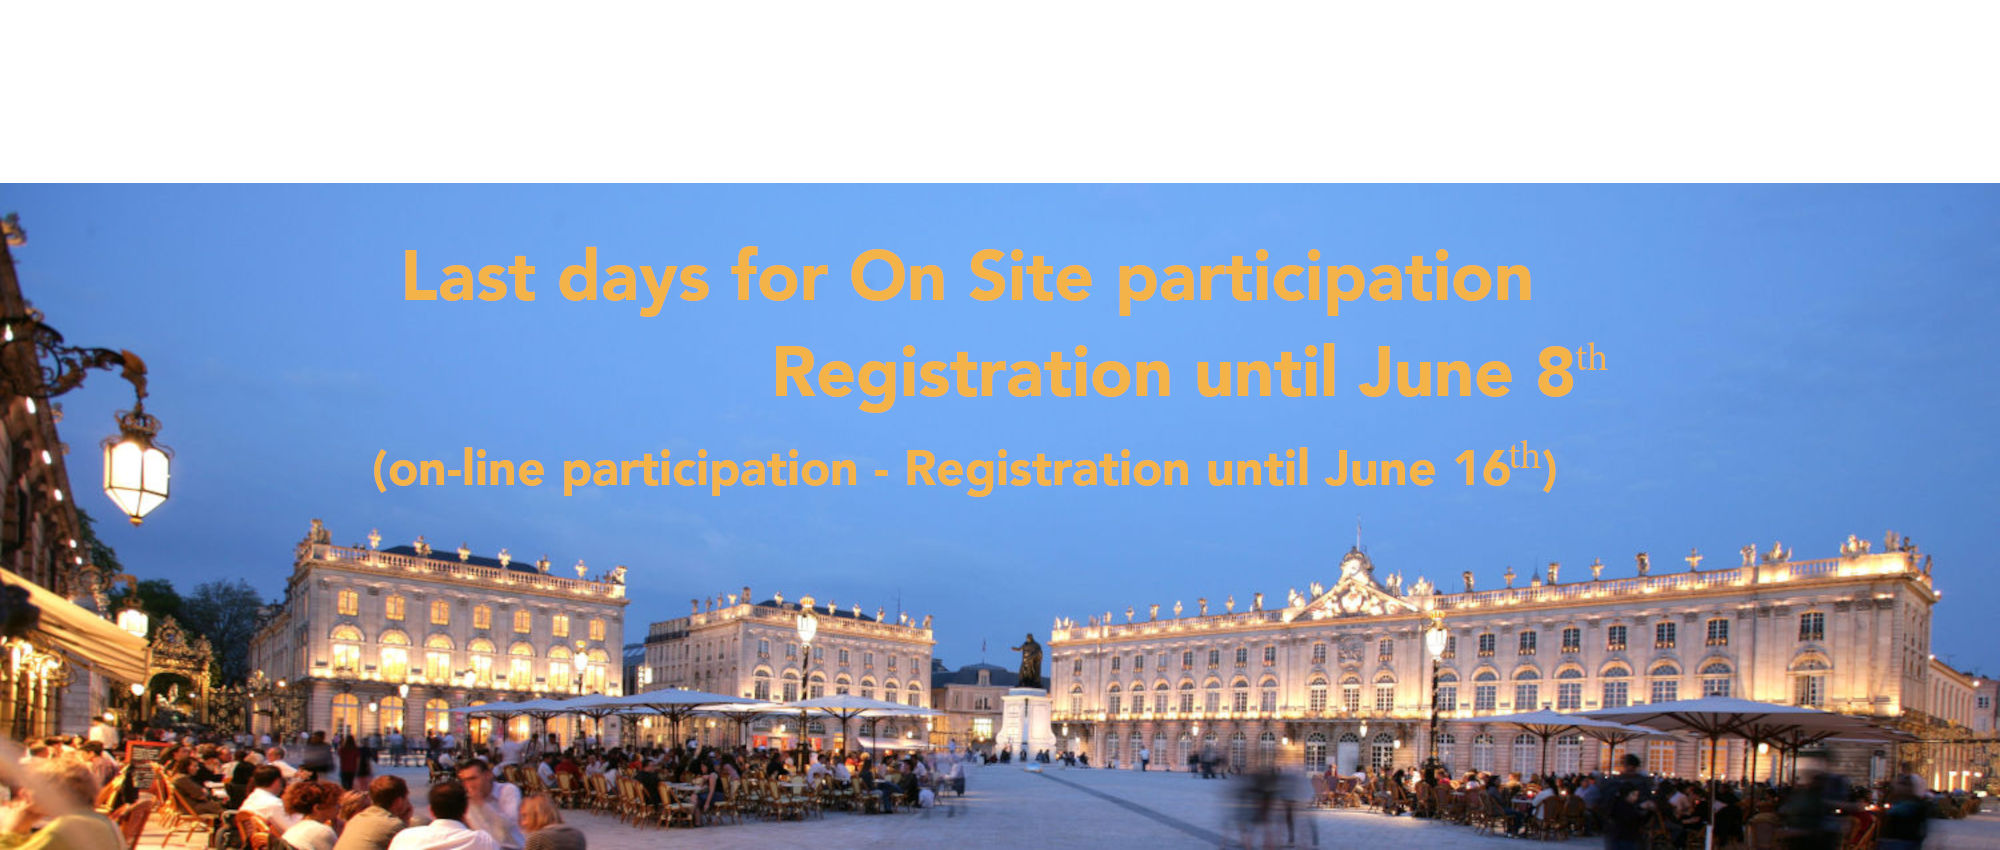 Last days for On Site participation
Registration until June 8th
(on-line participation - Registration until June 16th)